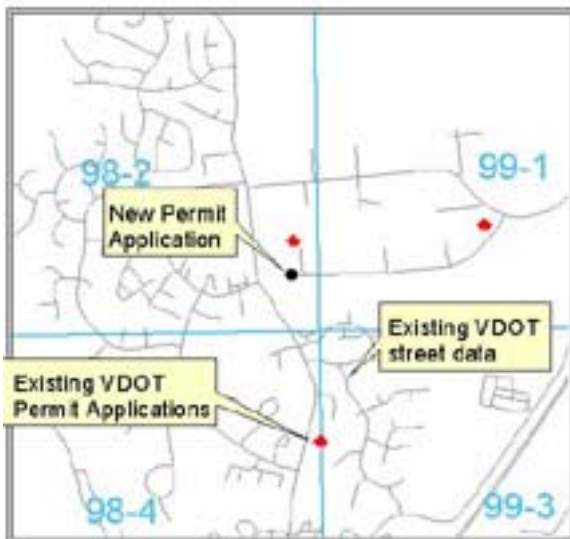 98-2
99-1
New Permit
Application
Existing VDOT
street data
Existing VDOT
Permit Applications
98-4
99-3